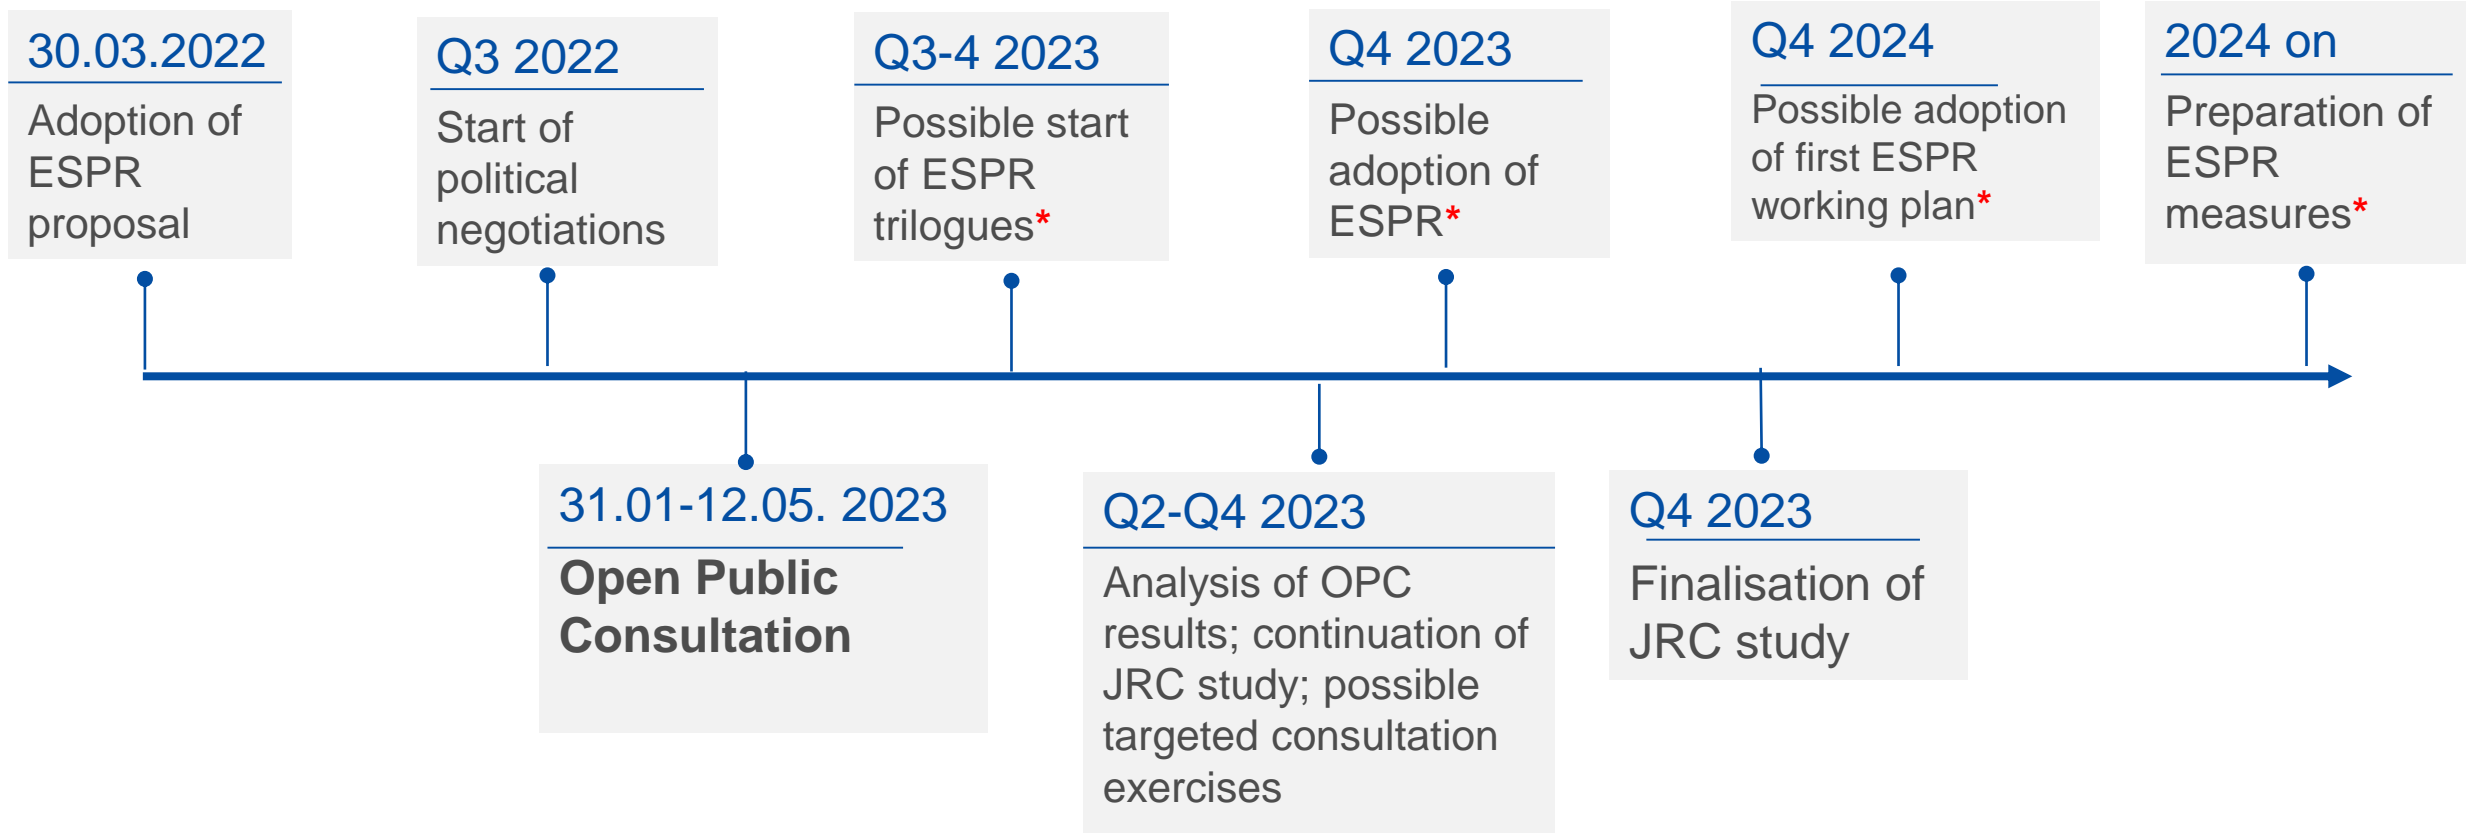 30.03.2022
Adoption of
ESPR
proposal
Q3 2022
Start of
political
negotiations
Q3-4 2023
Possible start
of ESPR
trilogues*
Q4 2023
Possible
adoption of
ESPR*
Q4 2024
Possible adoption
of first ESPR
working plan*
2024 on
Preparation of
ESPR
measures*
31.01-12.05. 2023
Open Public
Consultation
Q2-Q4 2023
Analysis of OPC
results; continuation of
JRC study; possible
targeted consultation
exercises
Q4 2023
Finalisation of
JRC study